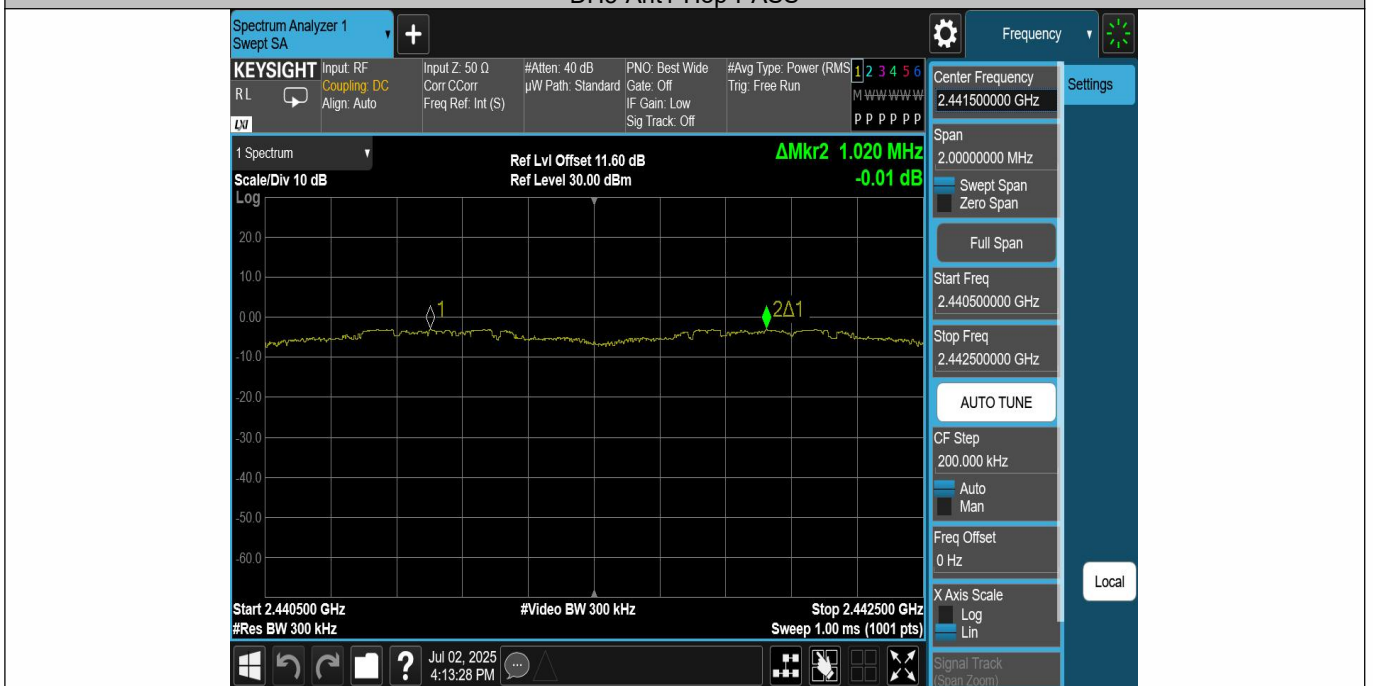 Spectrum Analyzer 1
Swept SA
+
Frequency
KEYSIGHT
RL
LXI
Input: RF
Coupling: DC
Align: Auto
Input Z: 50 Ω
Corr CCorr
Freq Ref: Int (S)
#Atten: 40 dB
µW Path: Standard
PNO: Best Wide
Gate: Off
IF Gain: Low
Sig Track: Off
#Avg Type: Power (RMS
Trig: Free Run
1 2 3 4 5 6
M W W W W W
P P P P P P
1 Spectrum
Scale/Div 10 dB
Log
Ref Lvl Offset 11.60 dB
Ref Level 30.00 dBm
ΔMkr2 1.020 MHz
-0.01 dB
20.0
10.0
0.00
-10.0
-20.0
-30.0
-40.0
-50.0
-60.0
1
2Δ1
Start 2.440500 GHz
#Res BW 300 kHz
#Video BW 300 kHz
Stop 2.442500 GHz
Sweep 1.00 ms (1001 pts)
Center Frequency
2.441500000 GHz
Settings
Span
2.00000000 MHz
Swept Span
Zero Span
Full Span
Start Freq
2.440500000 GHz
Stop Freq
2.442500000 GHz
AUTO TUNE
CF Step
200.000 kHz
Auto
Man
Freq Offset
0 Hz
X Axis Scale
Log
Lin
Signal Track
(Span Zoom)
Local
?
Jul 02, 2025
4:13:28 PM